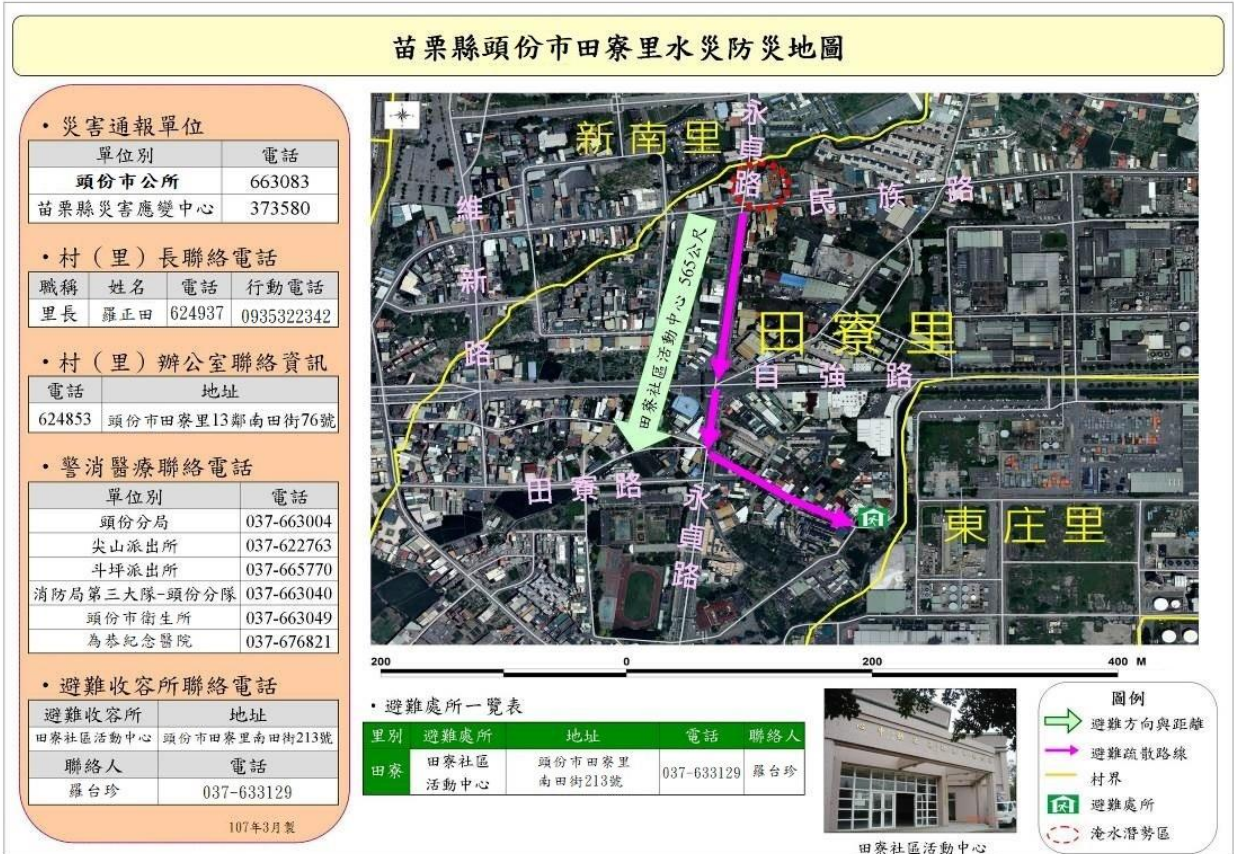 苗栗縣頭份市田寮里水災防災地圖
・災害通報單位
單位別 電話
頭份市公所 663083
苗栗縣災害應變中心 373580
・村（里）長聯絡電話
職稱 姓名 電話 行動電話
里長 羅正田 624937 0935322342
・村（里）辦公室聯絡資訊
電話 地址
624853 頭份市田寮里13鄰南田街76號
・警消醫療聯絡電話
單位別 電話
頭份分局 037-663004
尖山派出所 037-622763
斗坪派出所 037-665770
消防局第三大隊-頭份分隊 037-663040
頭份市衛生所 037-663049
為恭紀念醫院 037-676821
・避難收容所聯絡電話
避難收容所 地址
田寮社區活動中心 頭份市田寮里南田街213號
聯絡人 電話
羅台珍 037-633129
107年3月製
新南里
永貞路
民族路
維新路
田寮社區活動中心 565公尺
田寮里
自強路
田寮路
永貞路
東庄里
200 0 200 400 M
・避難處所一覽表
里別 避難處所 地址 電話 聯絡人
田寮 田寮社區活動中心 頭份市田寮里南田街213號 037-633129 羅台珍
田寮社區活動中心
圖例
避難方向與距離
避難疏散路線
村界
避難處所
淹水潛勢區